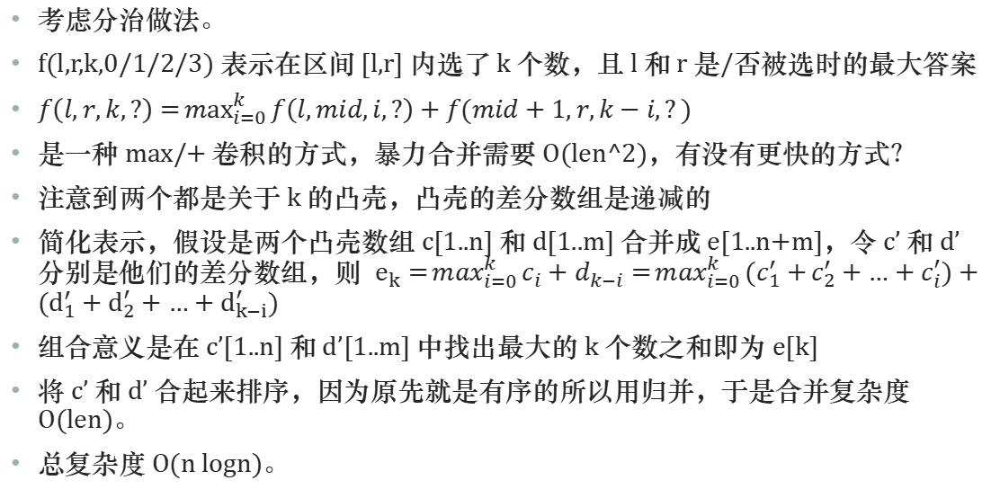 • 考虑分治做法。
• f(l,r,k,0/1/2/3) 表示在区间 [l,r] 内选了 k 个数，且 l 和 r 是/否被选时的最大答案
• f(l, r, k, ?) = max_{i=0}^{k} f(l, mid, i, ?) + f(mid + 1, r, k − i, ? )
• 是一种 max/+ 卷积的方式，暴力合并需要 O(len^2)，有没有更快的方式？
• 注意到两个都是关于 k 的凸壳，凸壳的差分数组是递减的
• 简化表示，假设是两个凸壳数组 c[1..n] 和 d[1..m] 合并成 e[1..n+m]，令 c’ 和 d’
分别是他们的差分数组，则 e_k = max_{i=0}^{k} c_i + d_{k−i} = max_{i=0}^{k} (c′_1 + c′_2 + … + c′_i) +
(d′_1 + d′_2 + … + d′_{k−i})
• 组合意义是在 c’[1..n] 和 d’[1..m] 中找出最大的 k 个数之和即为 e[k]
• 将 c’ 和 d’ 合起来排序，因为原先就是有序的所以用归并，于是合并复杂度
O(len)。
• 总复杂度 O(n logn)。